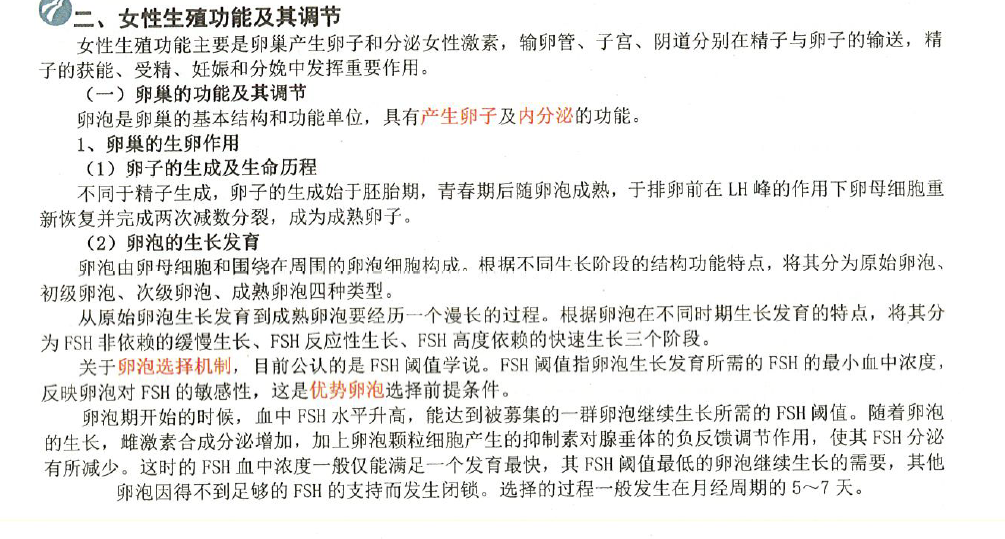 二、女性生殖功能及其调节
女性生殖功能主要是卵巢产生卵子和分泌女性激素，输卵管、子宫、阴道分别在精子与卵子的输送，精
子的获能、受精、妊娠和分娩中发挥重要作用。
（一）卵巢的功能及其调节
卵泡是卵巢的基本结构和功能单位，具有产生卵子及内分泌的功能。
1、卵巢的生卵作用
（1）卵子的生成及生命历程
不同于精子生成，卵子的生成始于胚胎期，青春期后随卵泡成熟，于排卵前在 LH 峰的作用下卵母细胞重
新恢复并完成两次减数分裂，成为成熟卵子。
（2）卵泡的生长发育
卵泡由卵母细胞和围绕在周围的卵泡细胞构成。根据不同生长阶段的结构功能特点，将其分为原始卵泡、
初级卵泡、次级卵泡、成熟卵泡四种类型。
从原始卵泡生长发育到成熟卵泡要经历一个漫长的过程。根据卵泡在不同时期生长发育的特点，将其分
为 FSH 非依赖的缓慢生长、FSH 反应性生长、FSH 高度依赖的快速生长三个阶段。
关于卵泡选择机制，目前公认的是 FSH 阈值学说。FSH 阈值指卵泡生长发育所需的 FSH 的最小血中浓度，
反映卵泡对 FSH 的敏感性，这是优势卵泡选择前提条件。
卵泡期开始的时候，血中 FSH 水平升高，能达到被募集的一群卵泡继续生长所需的 FSH 阈值。随着卵泡
的生长，雌激素合成分泌增加，加上卵泡颗粒细胞产生的抑制素对腺垂体的负反馈调节作用，使其 FSH 分泌
有所减少。这时的 FSH 血中浓度一般仅能满足一个发育最快，其 FSH 阈值最低的卵泡继续生长的需要，其他
卵泡因得不到足够的 FSH 的支持而发生闭锁。选择的过程一般发生在月经周期的 5～7 天。